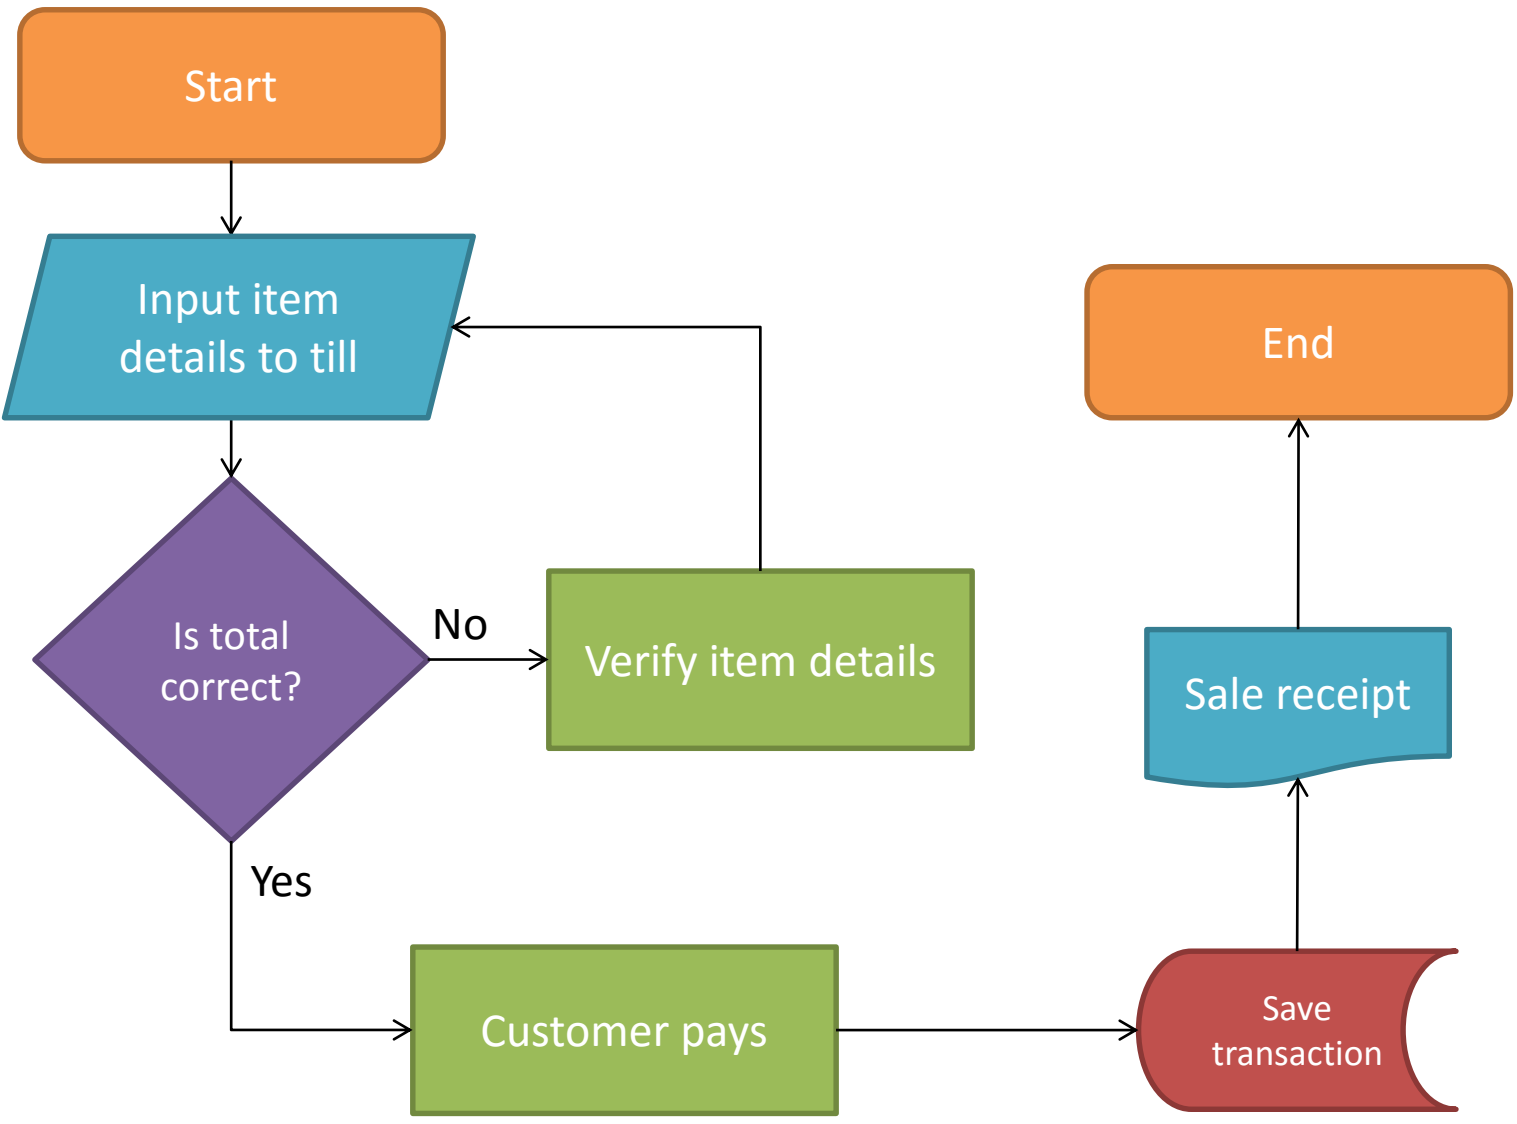 Start
Input item
details to till
Is total
correct?
No
Verify item details
Yes
Customer pays
Save
transaction
Sale receipt
End